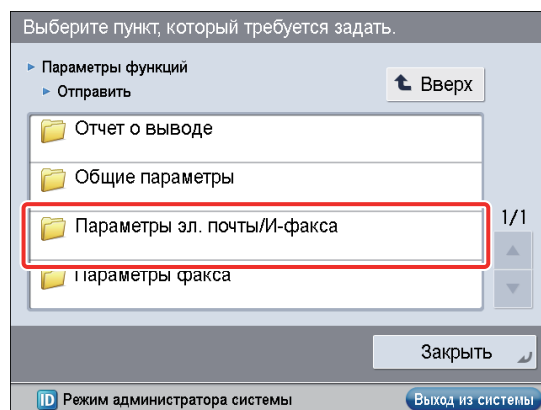 Выберите пункт, который требуется задать.
Параметры функций
Отправить
Вверх
Отчет о выводе
Общие параметры
Параметры эл. почты/И-факса
1/1
Параметры факса
Закрыть
ID Режим администратора системы
Выход из системы